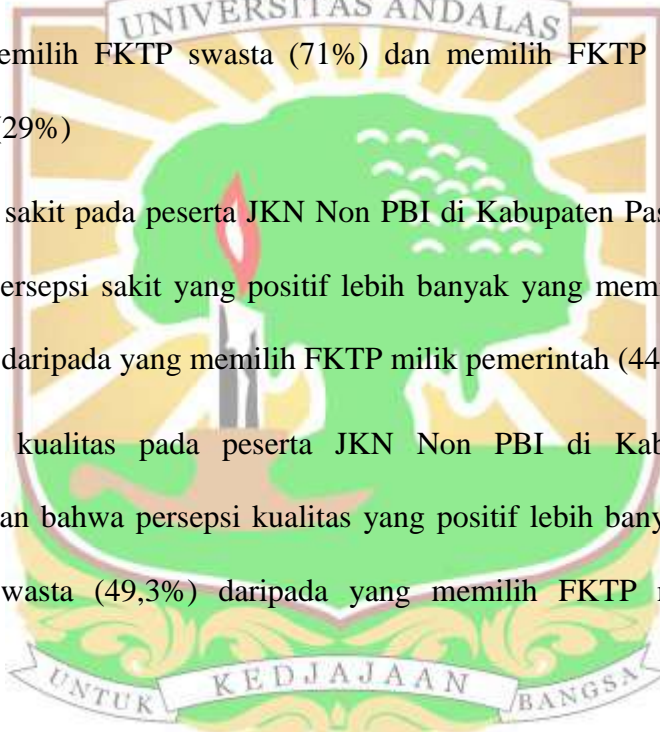 UNIVERSITAS ANDALAS
emilih FKTP swasta (71%) dan memilih FKTP
29%)
sakit pada peserta JKN Non PBI di Kabupaten Pas
ersepsi sakit yang positif lebih banyak yang mem
daripada yang memilih FKTP milik pemerintah (44
kualitas pada peserta JKN Non PBI di Kab
an bahwa persepsi kualitas yang positif lebih bany
wasta (49,3%) daripada yang memilih FKTP
UNTUK KEDJAJAAN BANGSA